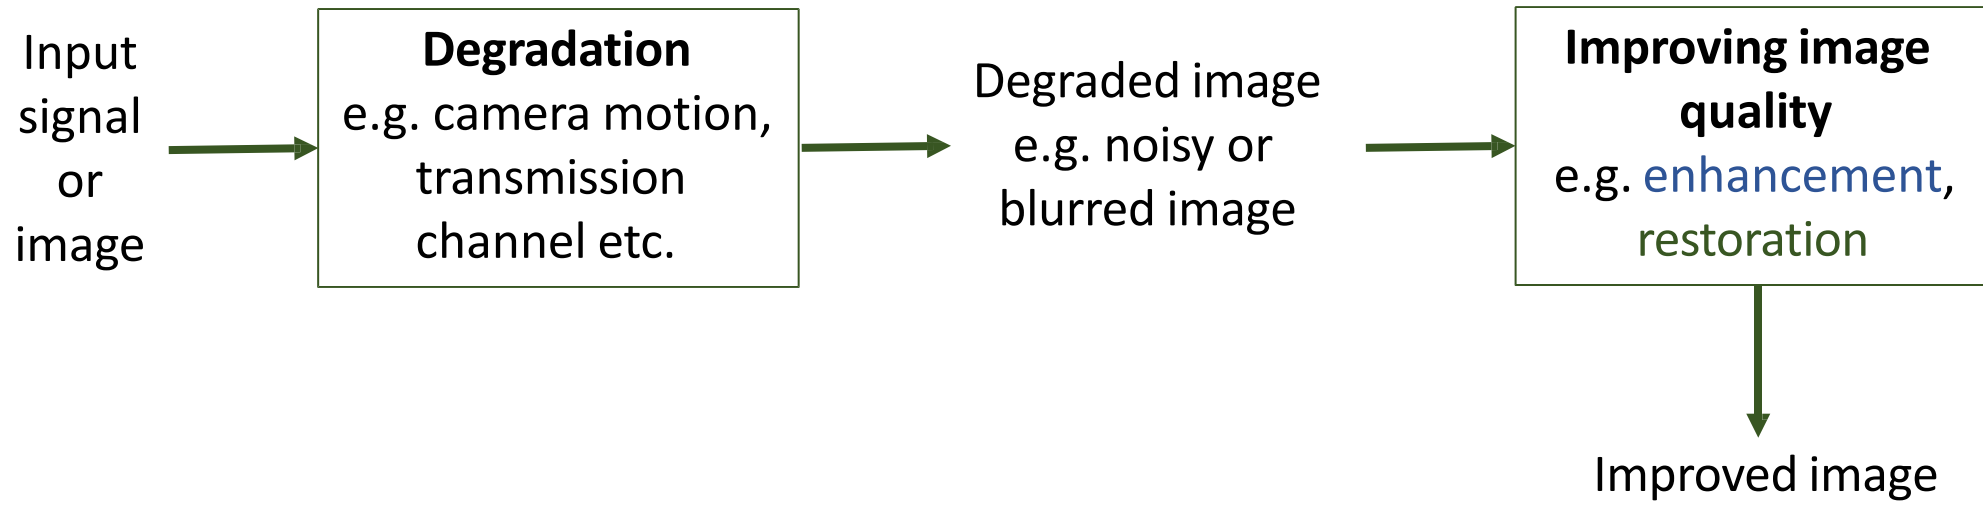 Input
signal
or
image
Degradation
e.g. camera motion,
transmission
channel etc.
Degraded image
e.g. noisy or
blurred image
Improving image
quality
e.g. enhancement,
restoration
Improved image